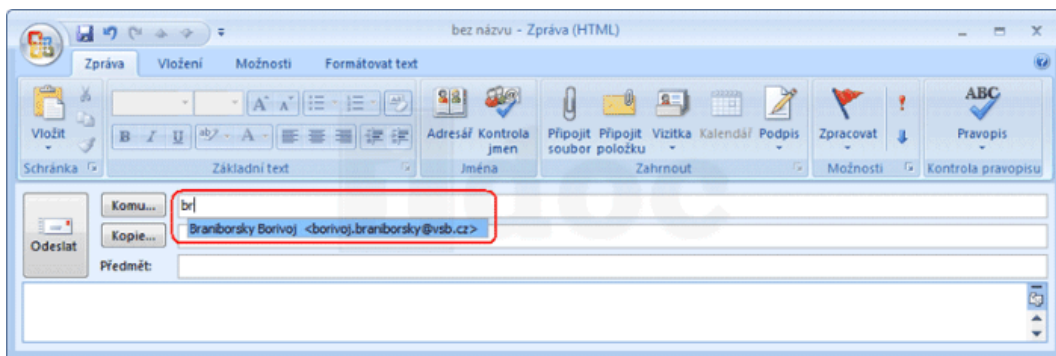 bez názvu - Zpráva (HTML)
Zpráva Vložení Možnosti Formátovat text
Vložit
Schránka
B I U ab A
Základní text
Adresář Kontrola jmen
Jména
Připojit soubor Připojit položku Vizitka Kalendář Podpis
Zahrnout
Zpracovat
Možnosti
ABC
Pravopis
Kontrola pravopisu
Odeslat
Komu... br
Braniborsky Borivoj <borivoj.braniborsky@vsb.cz>
Kopie...
Předmět: